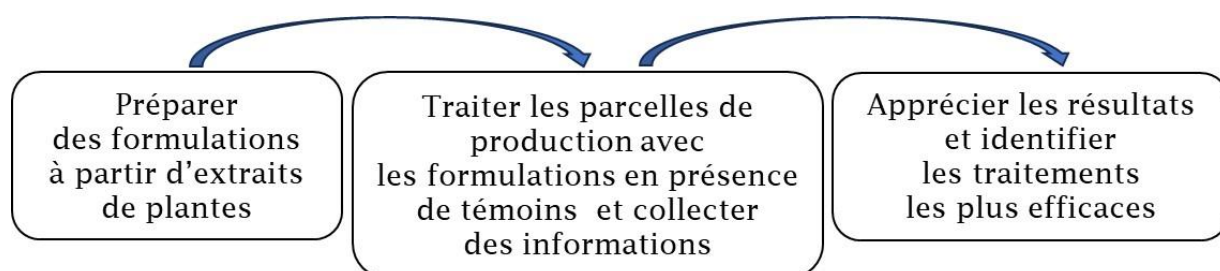 Préparer
des formulations
à partir d’extraits
de plantes
Traiter les parcelles de
production avec
les formulations en présence
de témoins et collecter
des informations
Apprécier les résultats
et identifier
les traitements
les plus efficaces